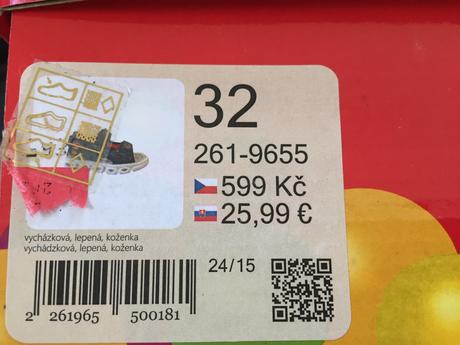 32
261-9655
599 Kč
25,99 €
vycházková, lepená, koženka
vychádzková, lepená, koženka
24/15
2 261965 500181